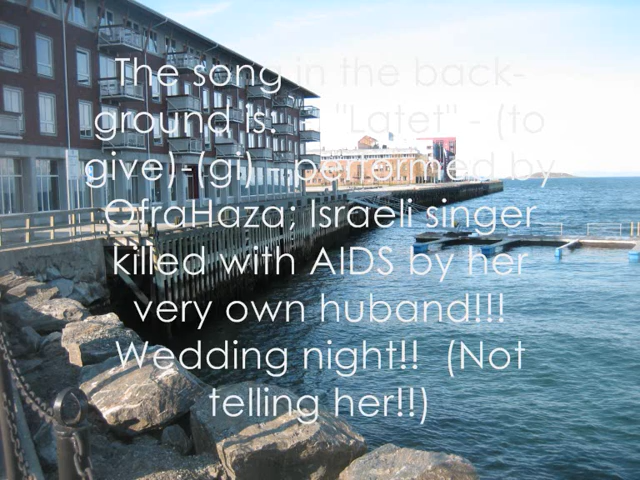 The song in the back-
ground is: "Latet" - (to
give)-(gi) performed by
OfraHaza; Israeli singer
killed with AIDS by her
very own huband!!!
Wedding night!! (Not
telling her!!)